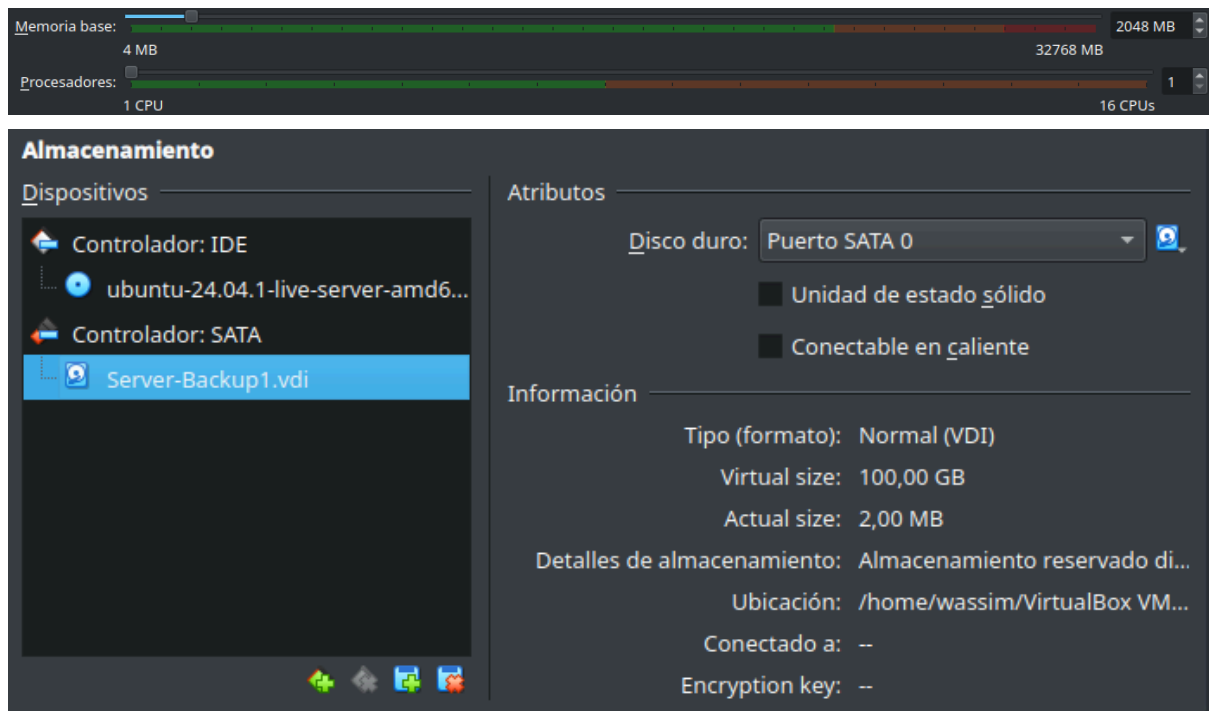 Memoria base: 2048 MB
4 MB 32768 MB
Procesadores: 1
1 CPU 16 CPUs
Almacenamiento
Dispositivos
Controlador: IDE
ubuntu-24.04.1-live-server-amd6...
Controlador: SATA
Server-Backup1.vdi
Atributos
Disco duro: Puerto SATA 0
Unidad de estado sólido
Conectable en caliente
Información
Tipo (formato): Normal (VDI)
Virtual size: 100,00 GB
Actual size: 2,00 MB
Detalles de almacenamiento: Almacenamiento reservado di...
Ubicación: /home/wassim/VirtualBox VM...
Conectado a: --
Encryption key: --